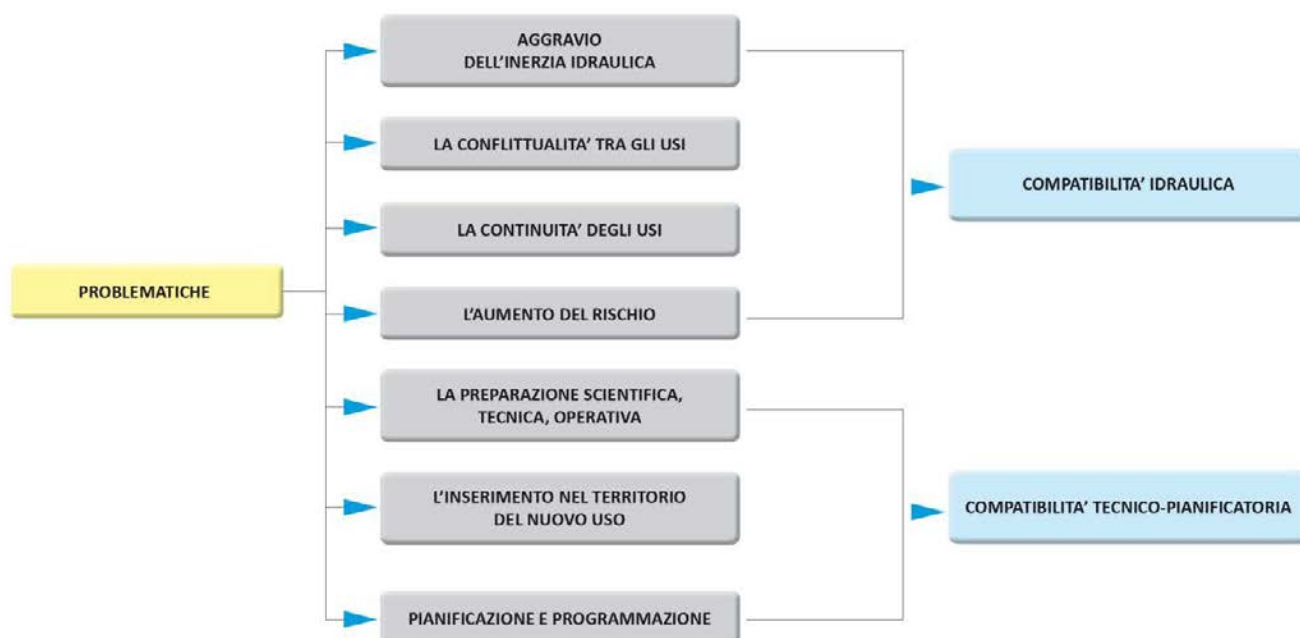 AGGRAVIO
DELL'INERZIA IDRAULICA
LA CONFLITTUALITA' TRA GLI USI
LA CONTINUITA' DEGLI USI
PROBLEMATICHE
L'AUMENTO DEL RISCHIO
LA PREPARAZIONE SCIENTIFICA,
TECNICA, OPERATIVA
L'INSERIMENTO NEL TERRITORIO
DEL NUOVO USO
PIANIFICAZIONE E PROGRAMMAZIONE
COMPATIBILITA' IDRAULICA
COMPATIBILITA' TECNICO-PIANIFICATORIA